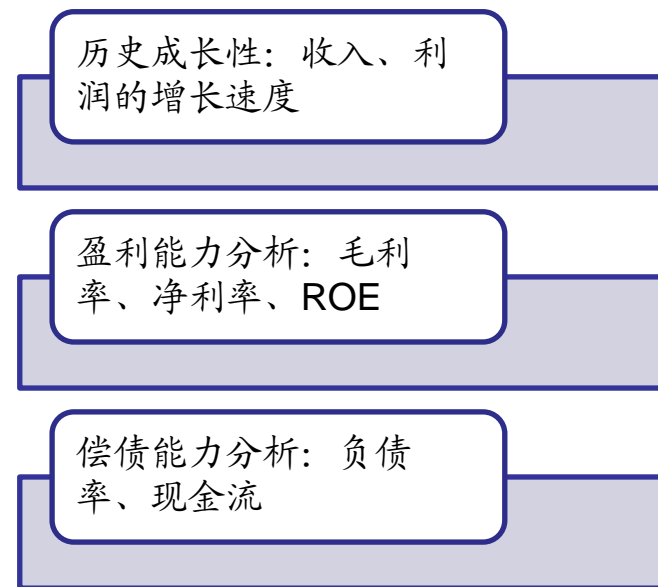 历史成长性：收入、利
润的增长速度
盈利能力分析：毛利
率、净利率、ROE
偿债能力分析：负债
率、现金流